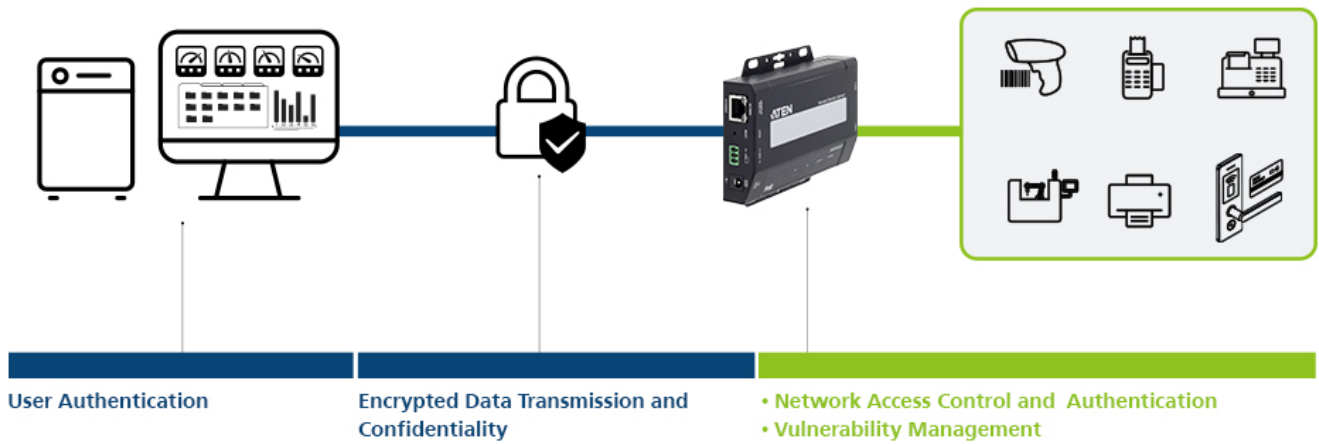 ATEN
User Authentication
Encrypted Data Transmission and
Confidentiality
• Network Access Control and Authentication
• Vulnerability Management